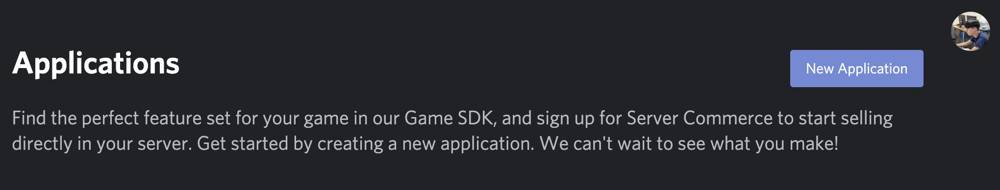 Applications
New Application
Find the perfect feature set for your game in our Game SDK, and sign up for Server Commerce to start selling
directly in your server. Get started by creating a new application. We can't wait to see what you make!